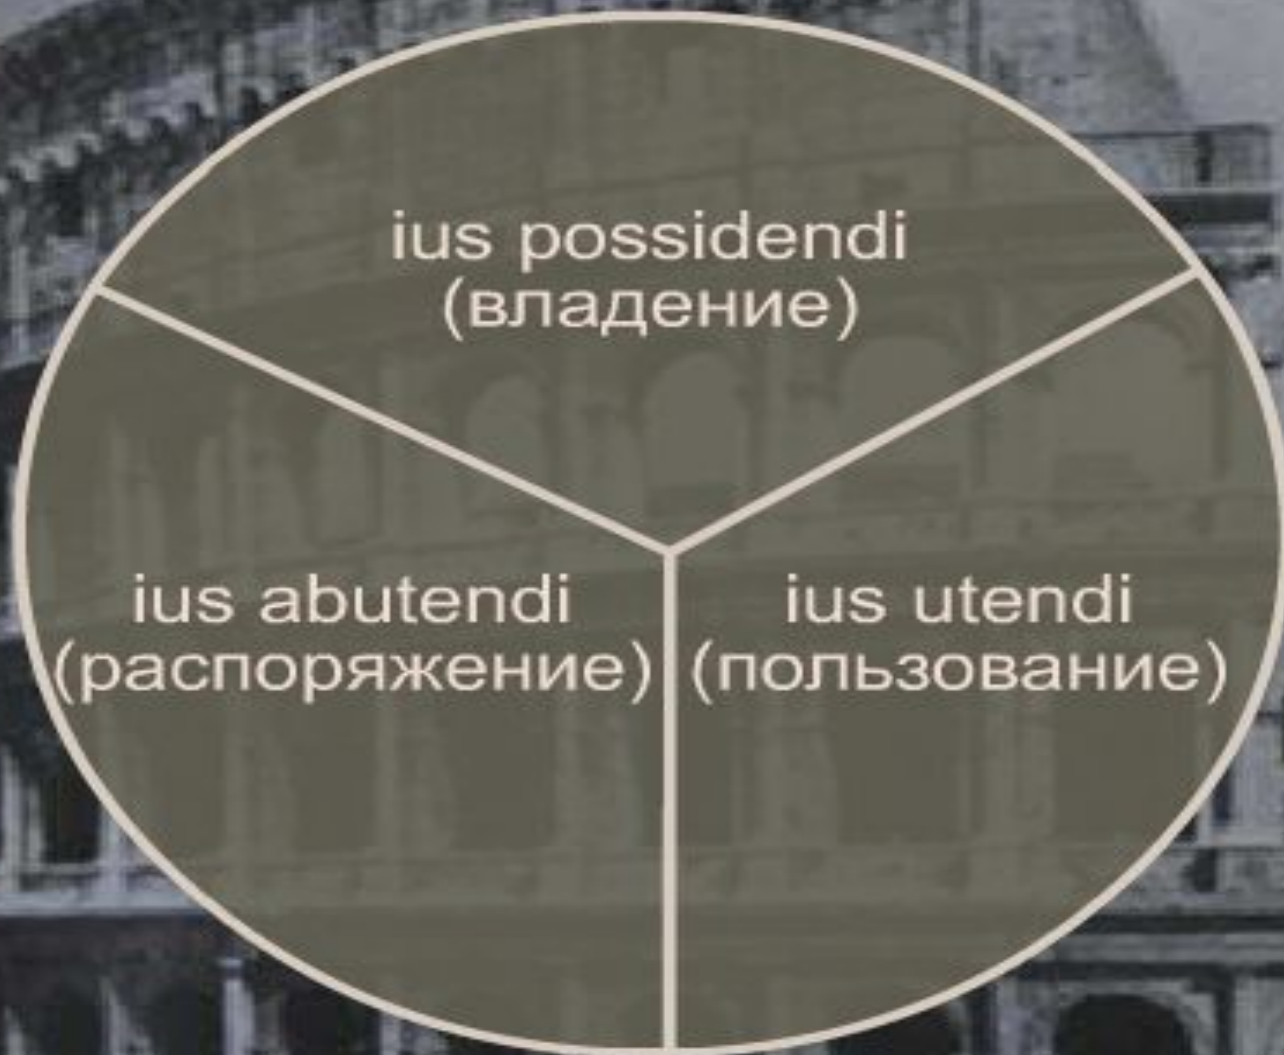 ius possidendi
(владение)
ius abutendi
(распоряжение)
ius utendi
(пользование)